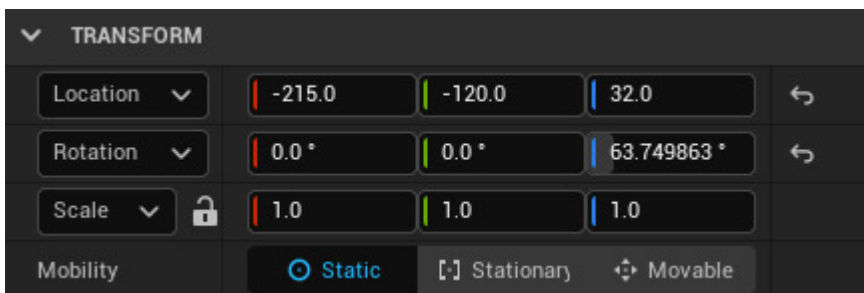 TRANSFORM
Location -215.0 -120.0 32.0
Rotation 0.0 ° 0.0 ° 63.749863 °
Scale 1.0 1.0 1.0
Mobility Static Stationary Movable